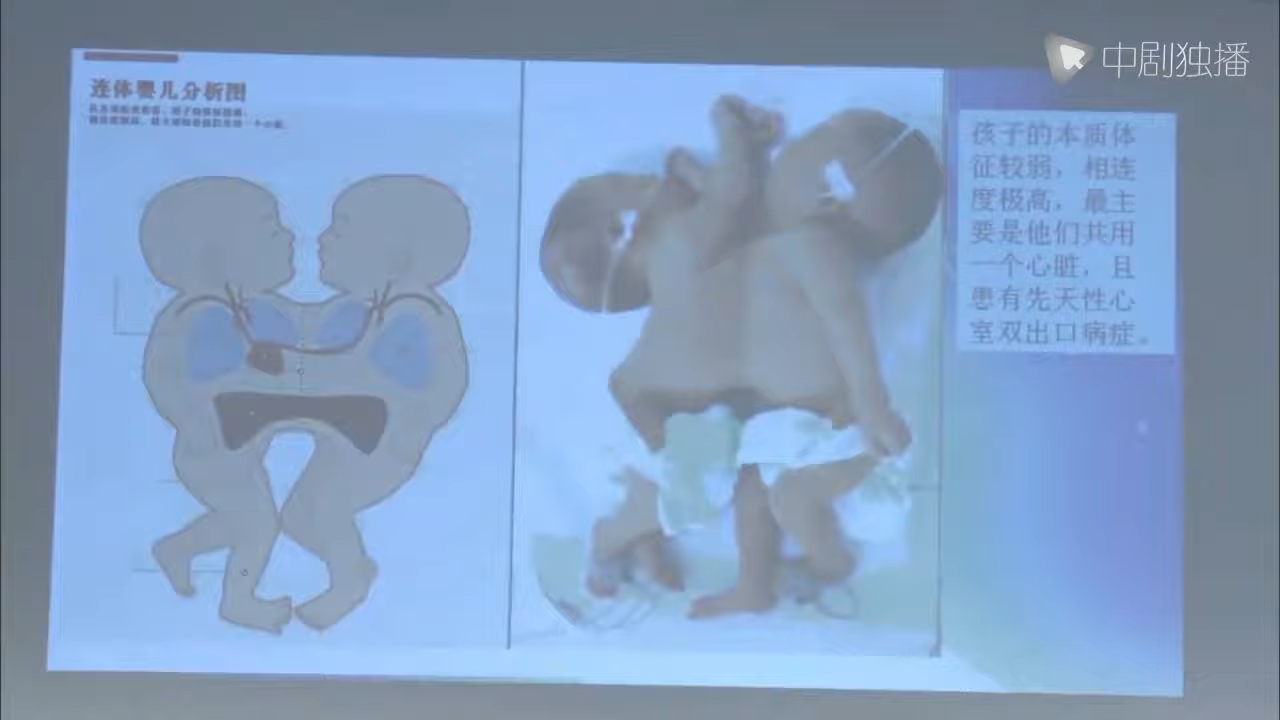 中剧独播
连体婴儿分析图
孩子的本质体
征较弱，相连
度极高，最主
要是他们共用
一个心脏，且
患有先天性心
室双出口病症。